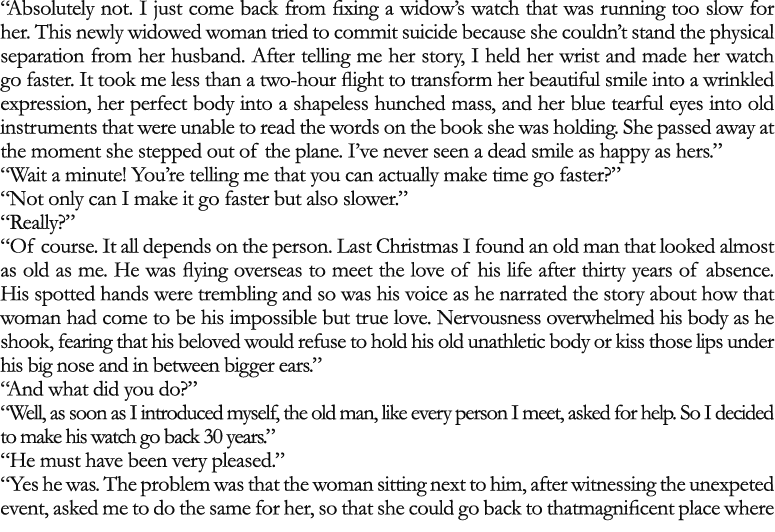 “Absolutely not. I just come back from fixing a widow’s watch that was running too slow for
her. This newly widowed woman tried to commit suicide because she couldn’t stand the physical
separation from her husband. After telling me her story, I held her wrist and made her watch
go faster. It took me less than a two-hour flight to transform her beautiful smile into a wrinkled
expression, her perfect body into a shapeless hunched mass, and her blue tearful eyes into old
instruments that were unable to read the words on the book she was holding. She passed away at
the moment she stepped out of the plane. I’ve never seen a dead smile as happy as hers.”
“Wait a minute! You’re telling me that you can actually make time go faster?”
“Not only can I make it go faster but also slower.”
“Really?”
“Of course. It all depends on the person. Last Christmas I found an old man that looked almost
as old as me. He was flying overseas to meet the love of his life after thirty years of absence.
His spotted hands were trembling and so was his voice as he narrated the story about how that
woman had come to be his impossible but true love. Nervousness overwhelmed his body as he
shook, fearing that his beloved would refuse to hold his old unathletic body or kiss those lips under
his big nose and in between bigger ears.”
“And what did you do?”
“Well, as soon as I introduced myself, the old man, like every person I meet, asked for help. So I decided
to make his watch go back 30 years.”
“He must have been very pleased.”
“Yes he was. The problem was that the woman sitting next to him, after witnessing the unexpeted
event, asked me to do the same for her, so that she could go back to thatmagnificent place where